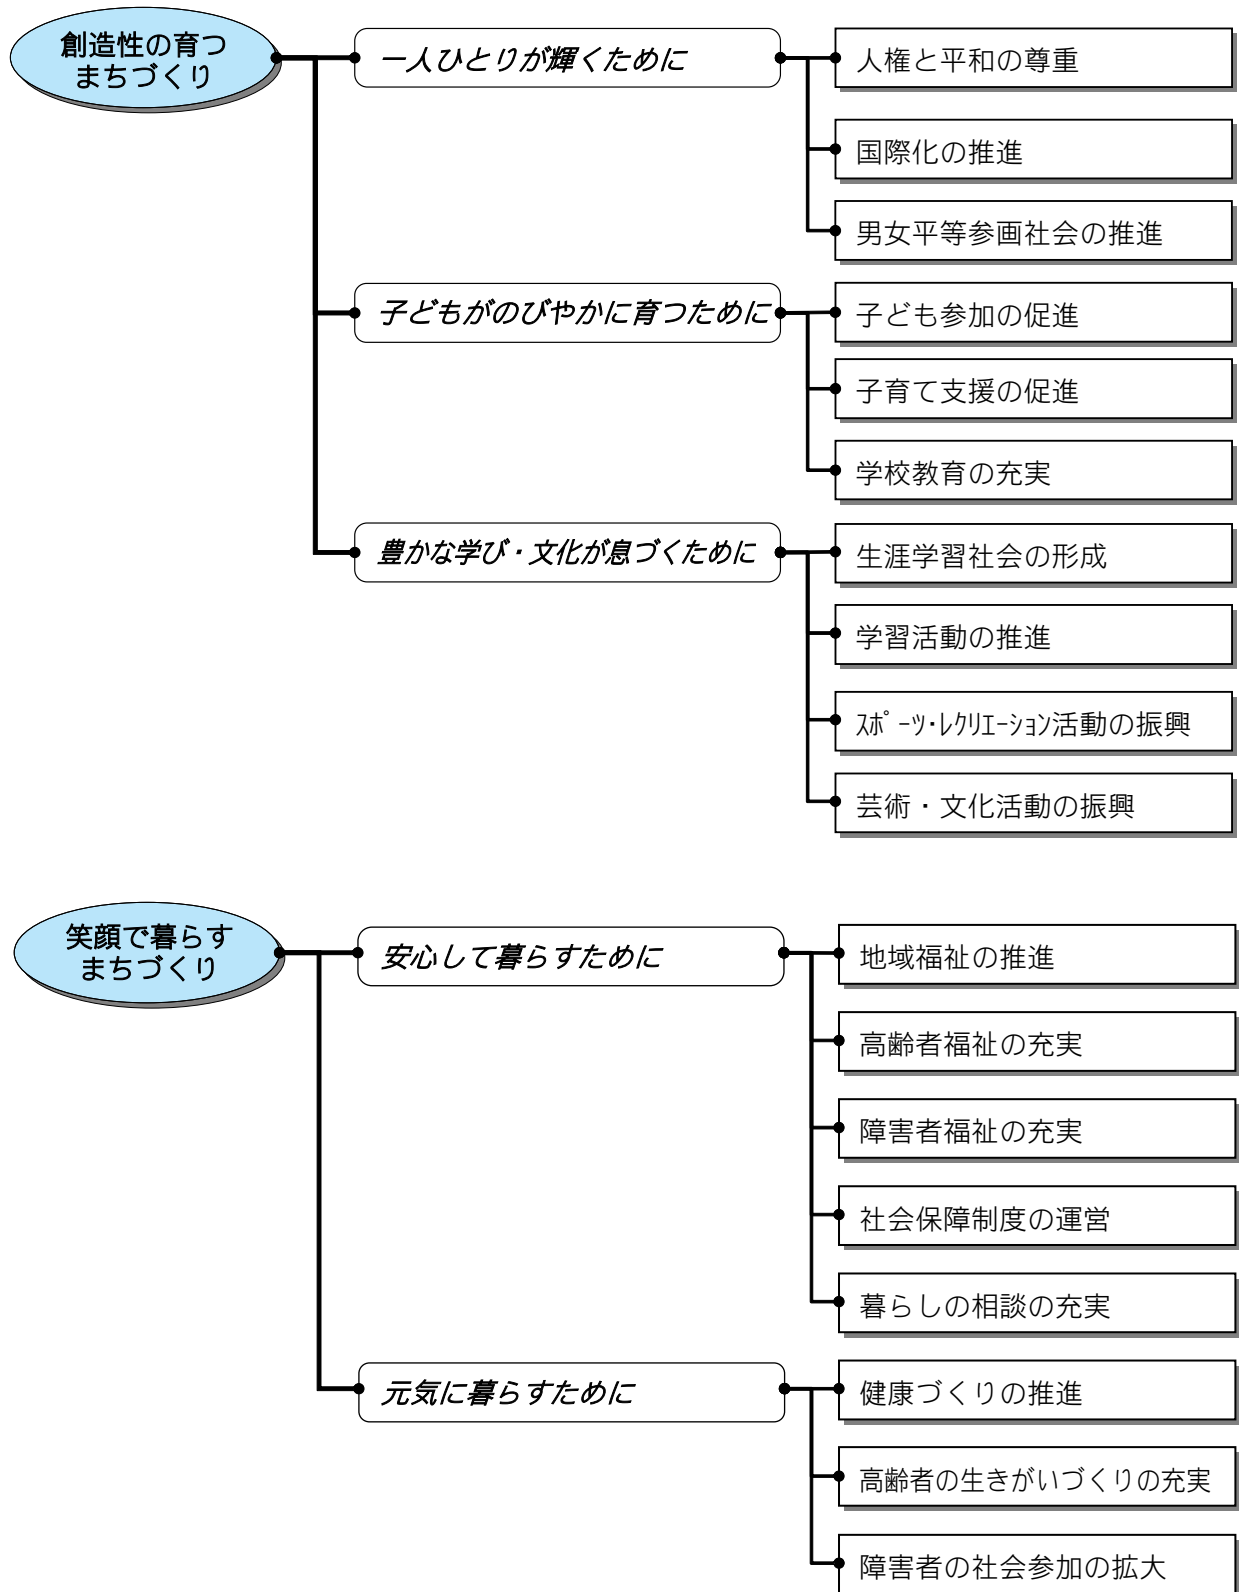 創造性の育つ
まちづくり
一人ひとりが輝くために
人権と平和の尊重
国際化の推進
男女平等参画社会の推進
子どもがのびやかに育つために
子ども参加の促進
子育て支援の促進
学校教育の充実
豊かな学び・文化が息づくために
生涯学習社会の形成
学習活動の推進
ｽﾎﾟｰﾂ･ﾚｸﾘｴｰｼｮﾝ活動の振興
芸術・文化活動の振興
笑顔で暮らす
まちづくり
安心して暮らすために
地域福祉の推進
高齢者福祉の充実
障害者福祉の充実
社会保障制度の運営
暮らしの相談の充実
元気に暮らすために
健康づくりの推進
高齢者の生きがいづくりの充実
障害者の社会参加の拡大